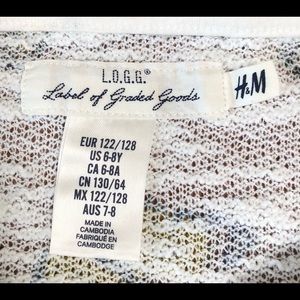 L.O.G.G.®
Label of Graded Goods
H&M
EUR 122/128
US 6-8Y
CA 6-8A
CN 130/64
MX 122/128
AUS 7-8
MADE IN
CAMBODIA
FABRIQUÉ EN
CAMBODGE